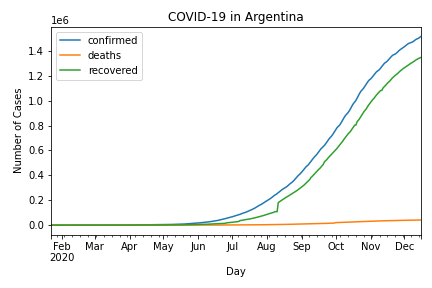 COVID-19 in Argentina
1e6
confirmed
deaths
recovered
Number of Cases
1.4
1.2
1.0
0.8
0.6
0.4
0.2
0.0
Feb Mar Apr May Jun Jul Aug Sep Oct Nov Dec
2020
Day